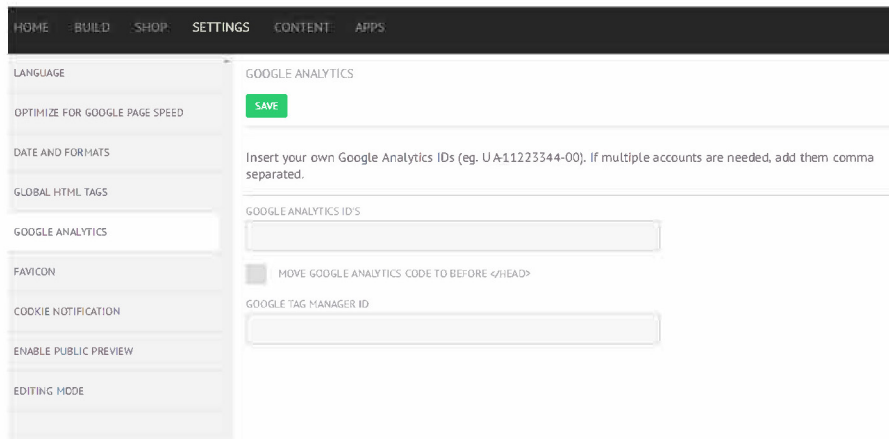 HOME BUILD SHOP SETTINGS CONTENT APPS
LANGUAGE
OPTIMIZE FOR GOOGLE PAGE SPEED
DATE AND FORMATS
GLOBAL HTML TAGS
GOOGLE ANALYTICS
FAVICON
COOKIE NOTIFICATION
ENABLE PUBLIC PREVIEW
EDITING MODE
GOOGLE ANALYTICS
SAVE
Insert your own Google Analytics IDs (eg. UA-11223344-00). If multiple accounts are needed, add them comma
separated.
GOOGLE ANALYTICS ID'S
MOVE GOOGLE ANALYTICS CODE TO BEFORE </HEAD>
GOOGLE TAG MANAGER ID